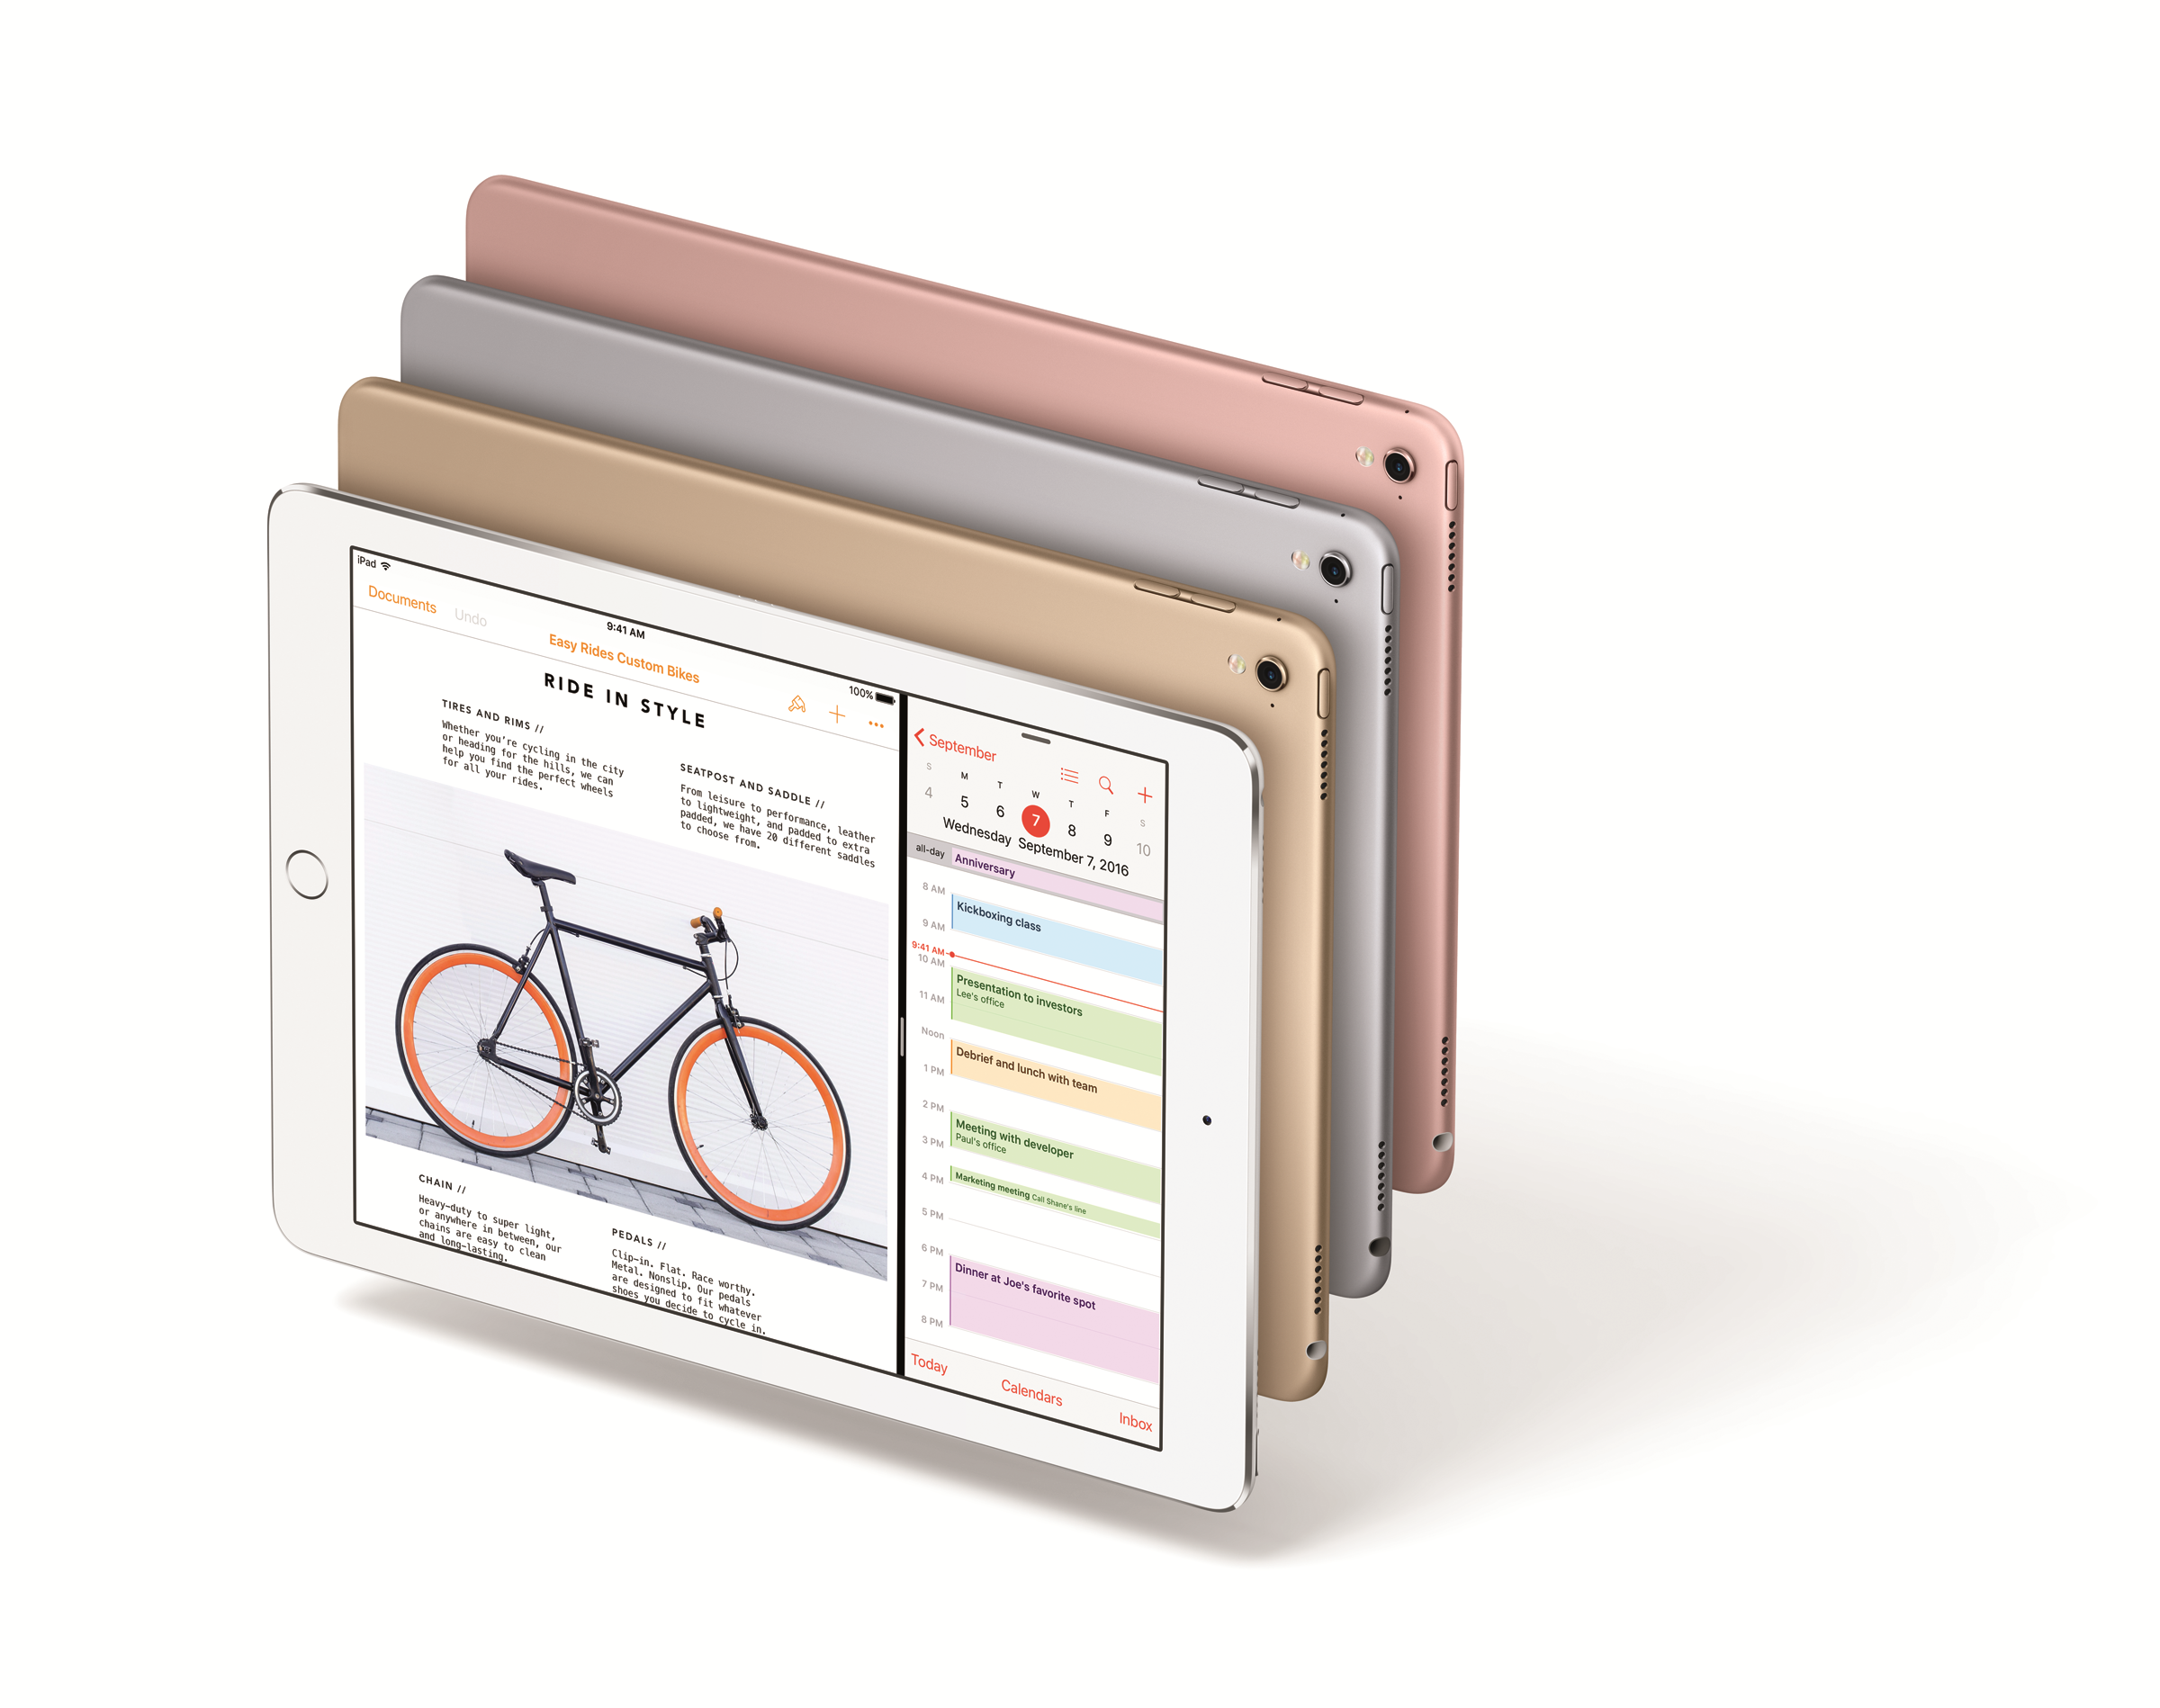 iPad
9:41 AM
100%
Documents
Undo
Easy Rides Custom Bikes
RIDE IN STYLE
TIRES AND RIMS //
Whether you're cycling in the city
or heading for the hills, we can
help you find the perfect wheels
for all your rides.
SEATPOST AND SADDLE //
From leisure to performance, leather
to lightweight, and padded to extra
padded, we have 20 different saddles
to choose from.
CHAIN //
Heavy-duty to super light,
or anywhere in between, our
chains are easy to clean
and long-lasting.
PEDALS //
Clip-in. Flat. Race worthy.
Metal. Nonslip. Our pedals
are designed to fit whatever
shoes you decide to cycle in.
September
S M T W T F S
4 5 6 7 8 9 10
Wednesday September 7, 2016
all-day Anniversary
8 AM
Kickboxing class
9 AM
9:41 AM
10 AM
Presentation to investors
Lee's office
11 AM
Noon
Debrief and lunch with team
1 PM
2 PM
Meeting with developer
Paul's office
3 PM
4 PM
Marketing meeting Call Shane's line
5 PM
6 PM
Dinner at Joe's favorite spot
7 PM
8 PM
Today
Calendars
Inbox